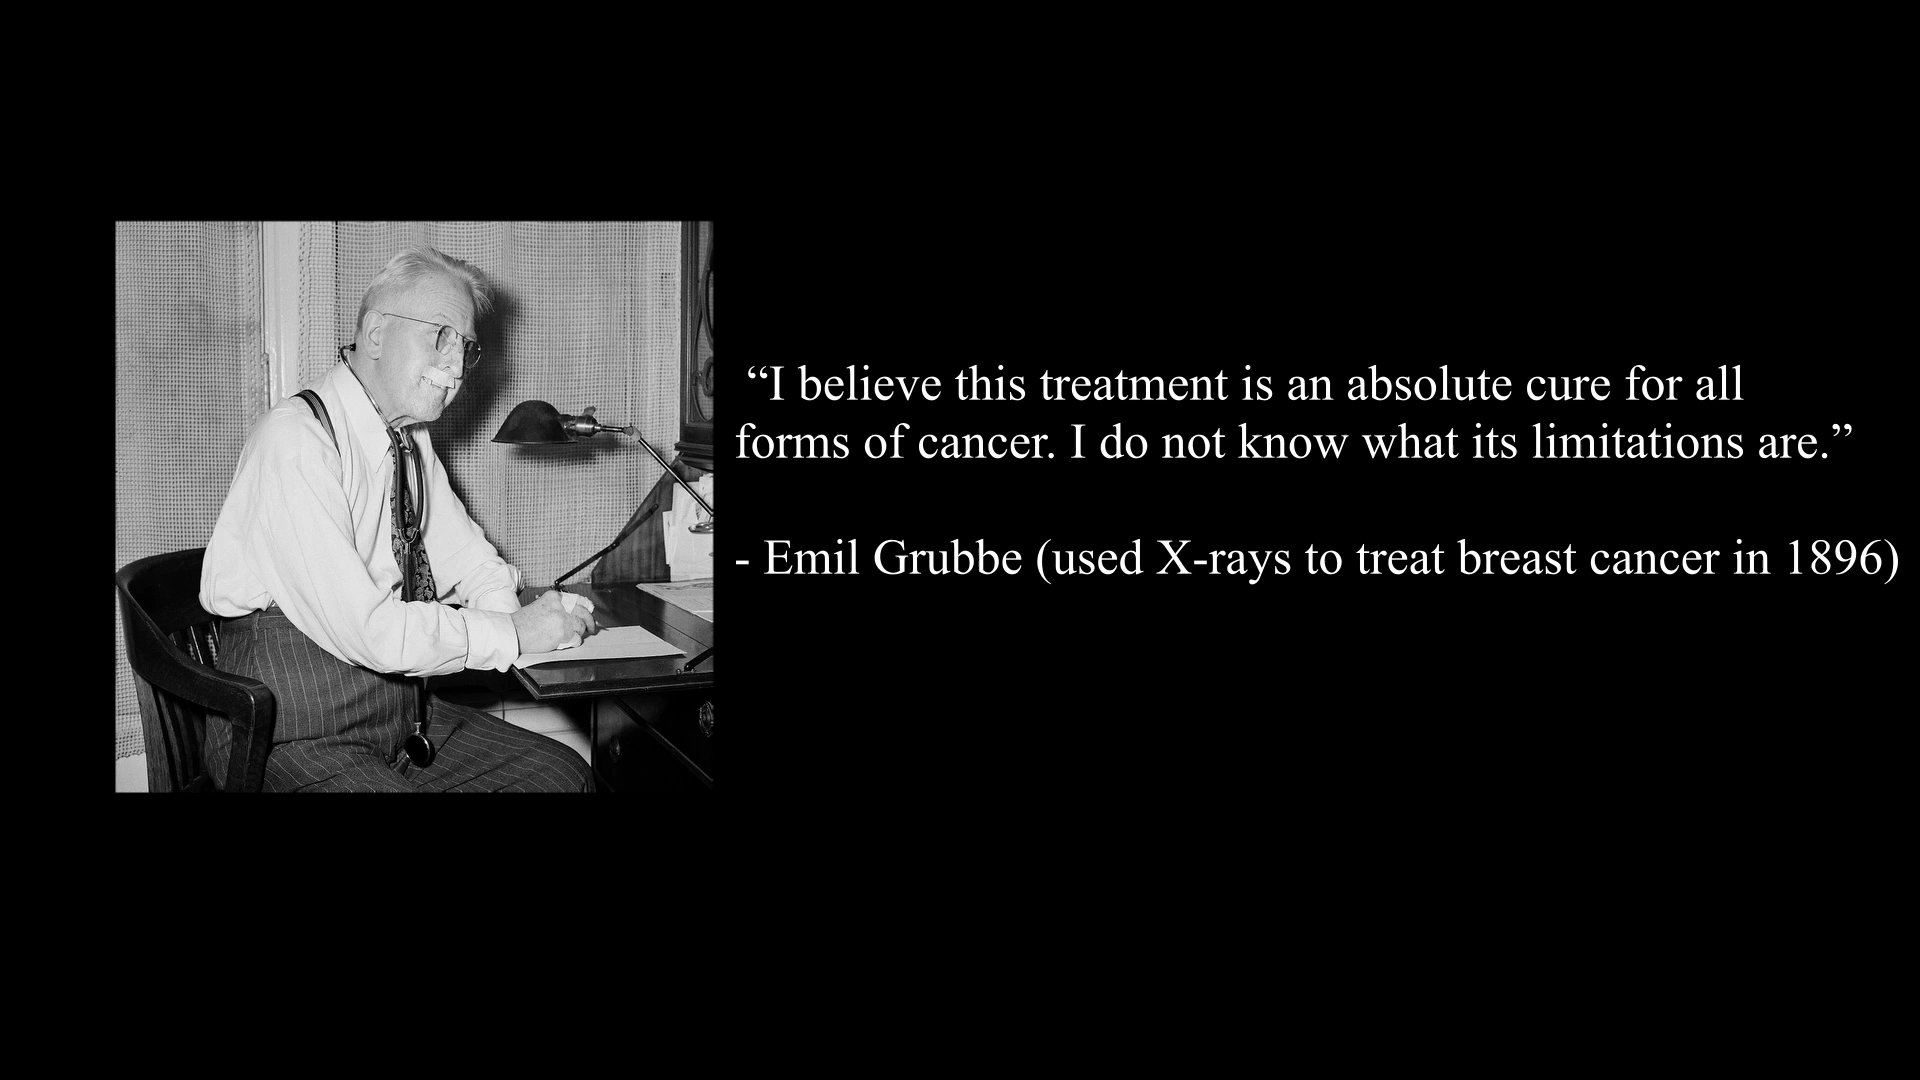 “I believe this treatment is an absolute cure for all
forms of cancer. I do not know what its limitations are.”
- Emil Grubbe (used X-rays to treat breast cancer in 1896)